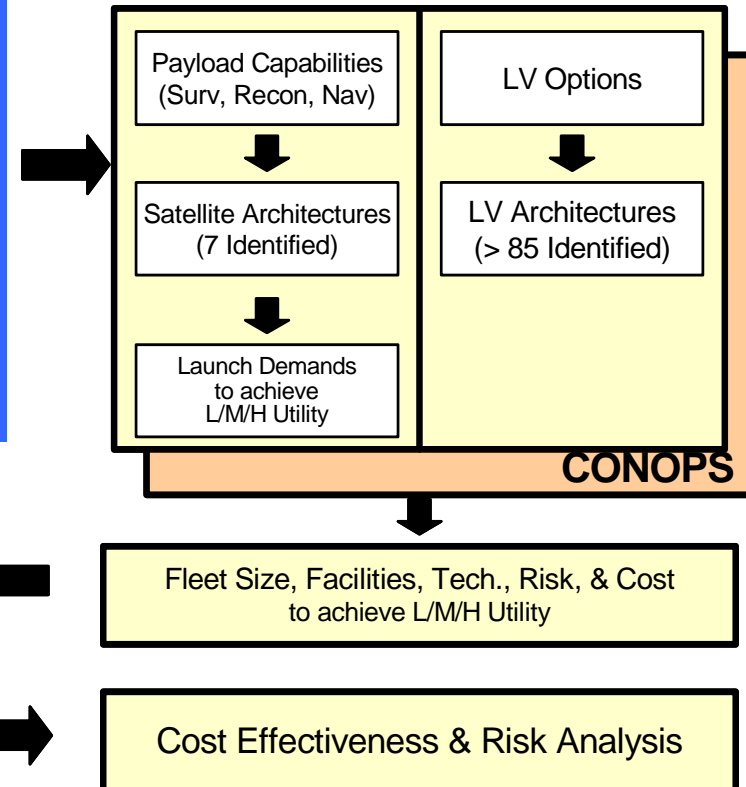 Payload Capabilities
(Surv, Recon, Nav)
LV Options
Satellite Architectures
(7 Identified)
LV Architectures
(> 85 Identified)
Launch Demands
to achieve
L/M/H Utility
CONOPS
Fleet Size, Facilities, Tech., Risk, & Cost
to achieve L/M/H Utility
Cost Effectiveness & Risk Analysis